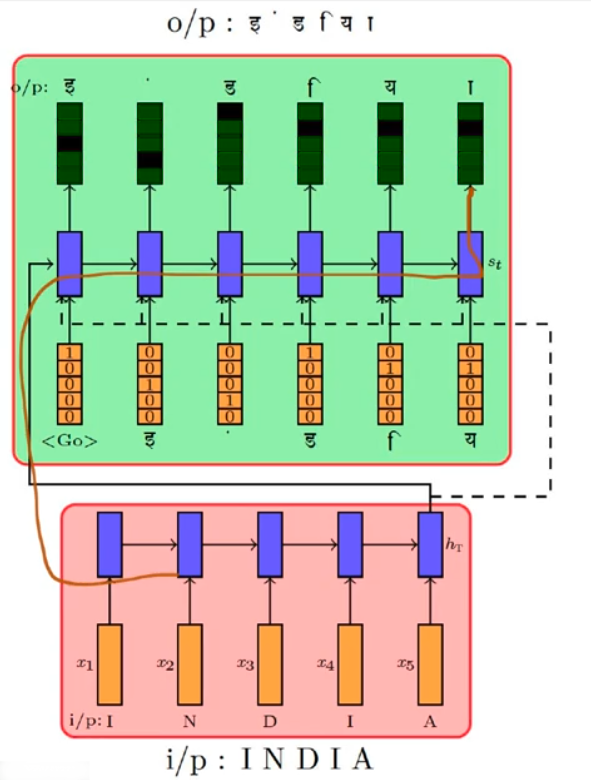 o/p : इ ं ड ि य ा
o/p: इ ं ड ि य ा
s_t
1 0 0 1 0 0
0 0 0 0 1 1
0 1 0 0 0 0
0 0 1 0 0 0
0 0 0 0 0 0
<Go> इ ं ड ि य
h_T
x_1 x_2 x_3 x_4 x_5
i/p: I N D I A
i/p : I N D I A